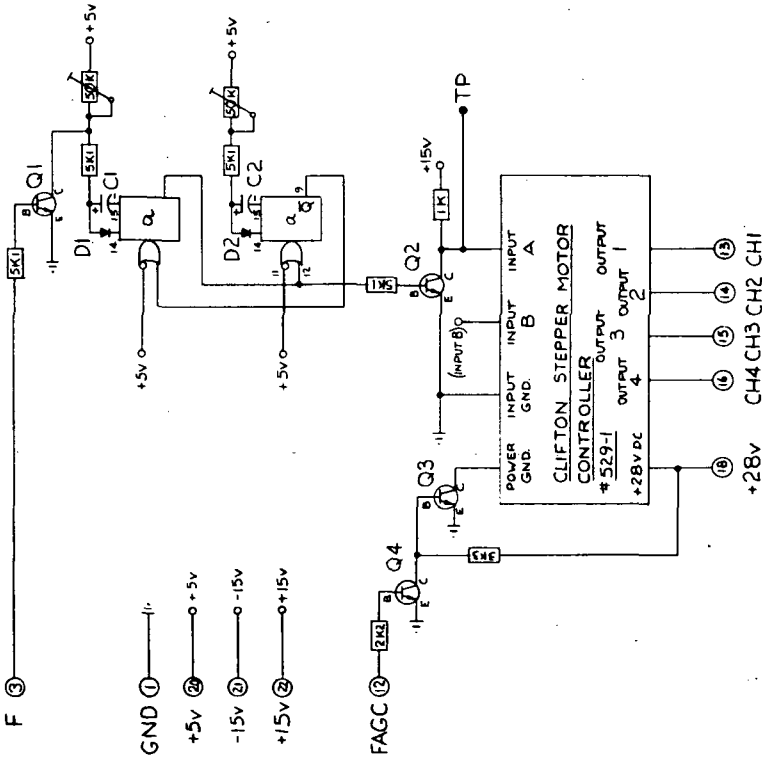 F 3
5K1
B Q1
E C
5K1
50K
+5V
D1
+ C1
14 15
Q
+5V
5K1
50K
+5V
D2
+ C2
14 15
Q
Q̅ 9
11
12
+5V
5K1
B Q2
E C
1K
+15V
TP
GND 1
+5V 20 +5V
-15V 21 -15V
+15V 22 +15V
FAGC 12
2K2
B Q4
E C
B Q3
E C
3K3
(INPUT B)
POWER GND.
INPUT GND.
INPUT B
INPUT A
CLIFTON STEPPER MOTOR
CONTROLLER
#529-1
+28V DC
OUTPUT 4
OUTPUT 3
OUTPUT 2
OUTPUT 1
18 16 15 14 13
+28V CH4 CH3 CH2 CH1